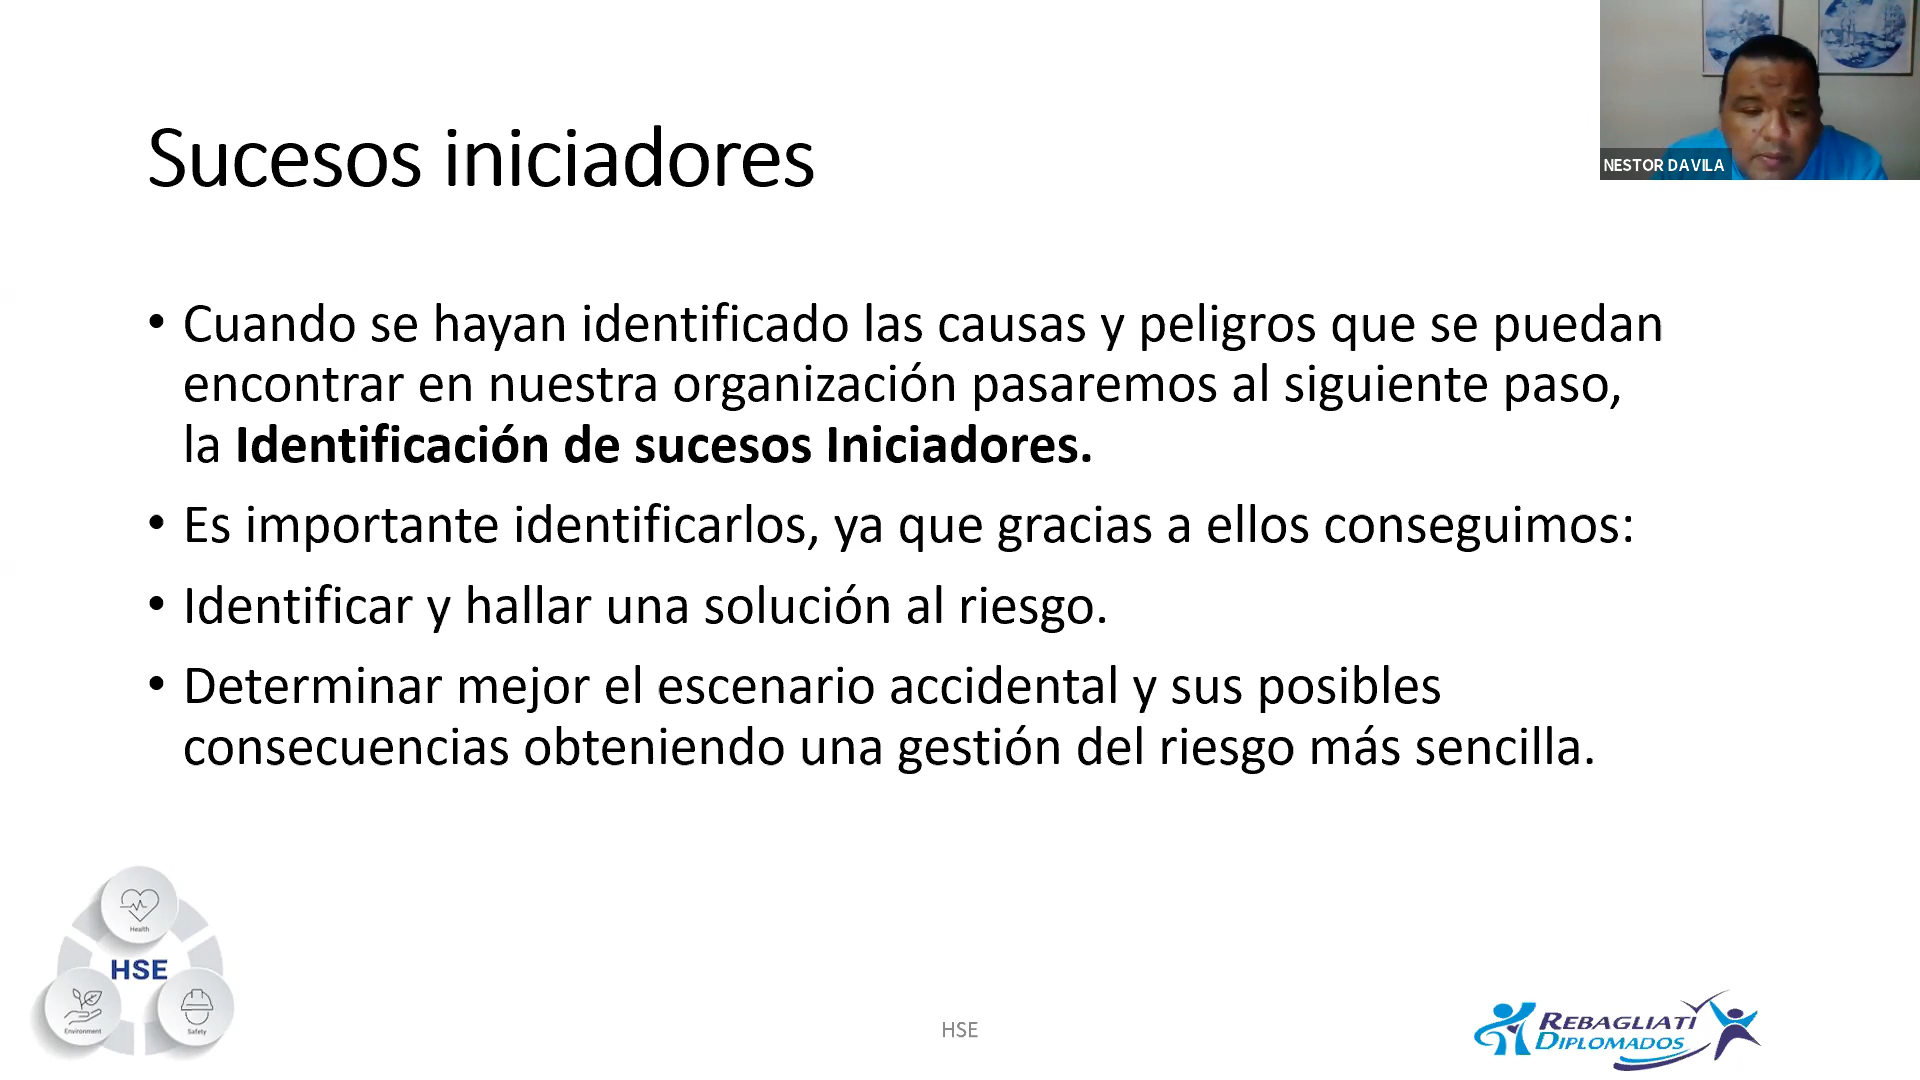 NESTOR DAVILA
Sucesos iniciadores
• Cuando se hayan identificado las causas y peligros que se puedan
encontrar en nuestra organización pasaremos al siguiente paso,
la Identificación de sucesos Iniciadores.
• Es importante identificarlos, ya que gracias a ellos conseguimos:
• Identificar y hallar una solución al riesgo.
• Determinar mejor el escenario accidental y sus posibles
consecuencias obteniendo una gestión del riesgo más sencilla.
Health
HSE
Environment
Safety
HSE
REBAGLIATI
DIPLOMADOS